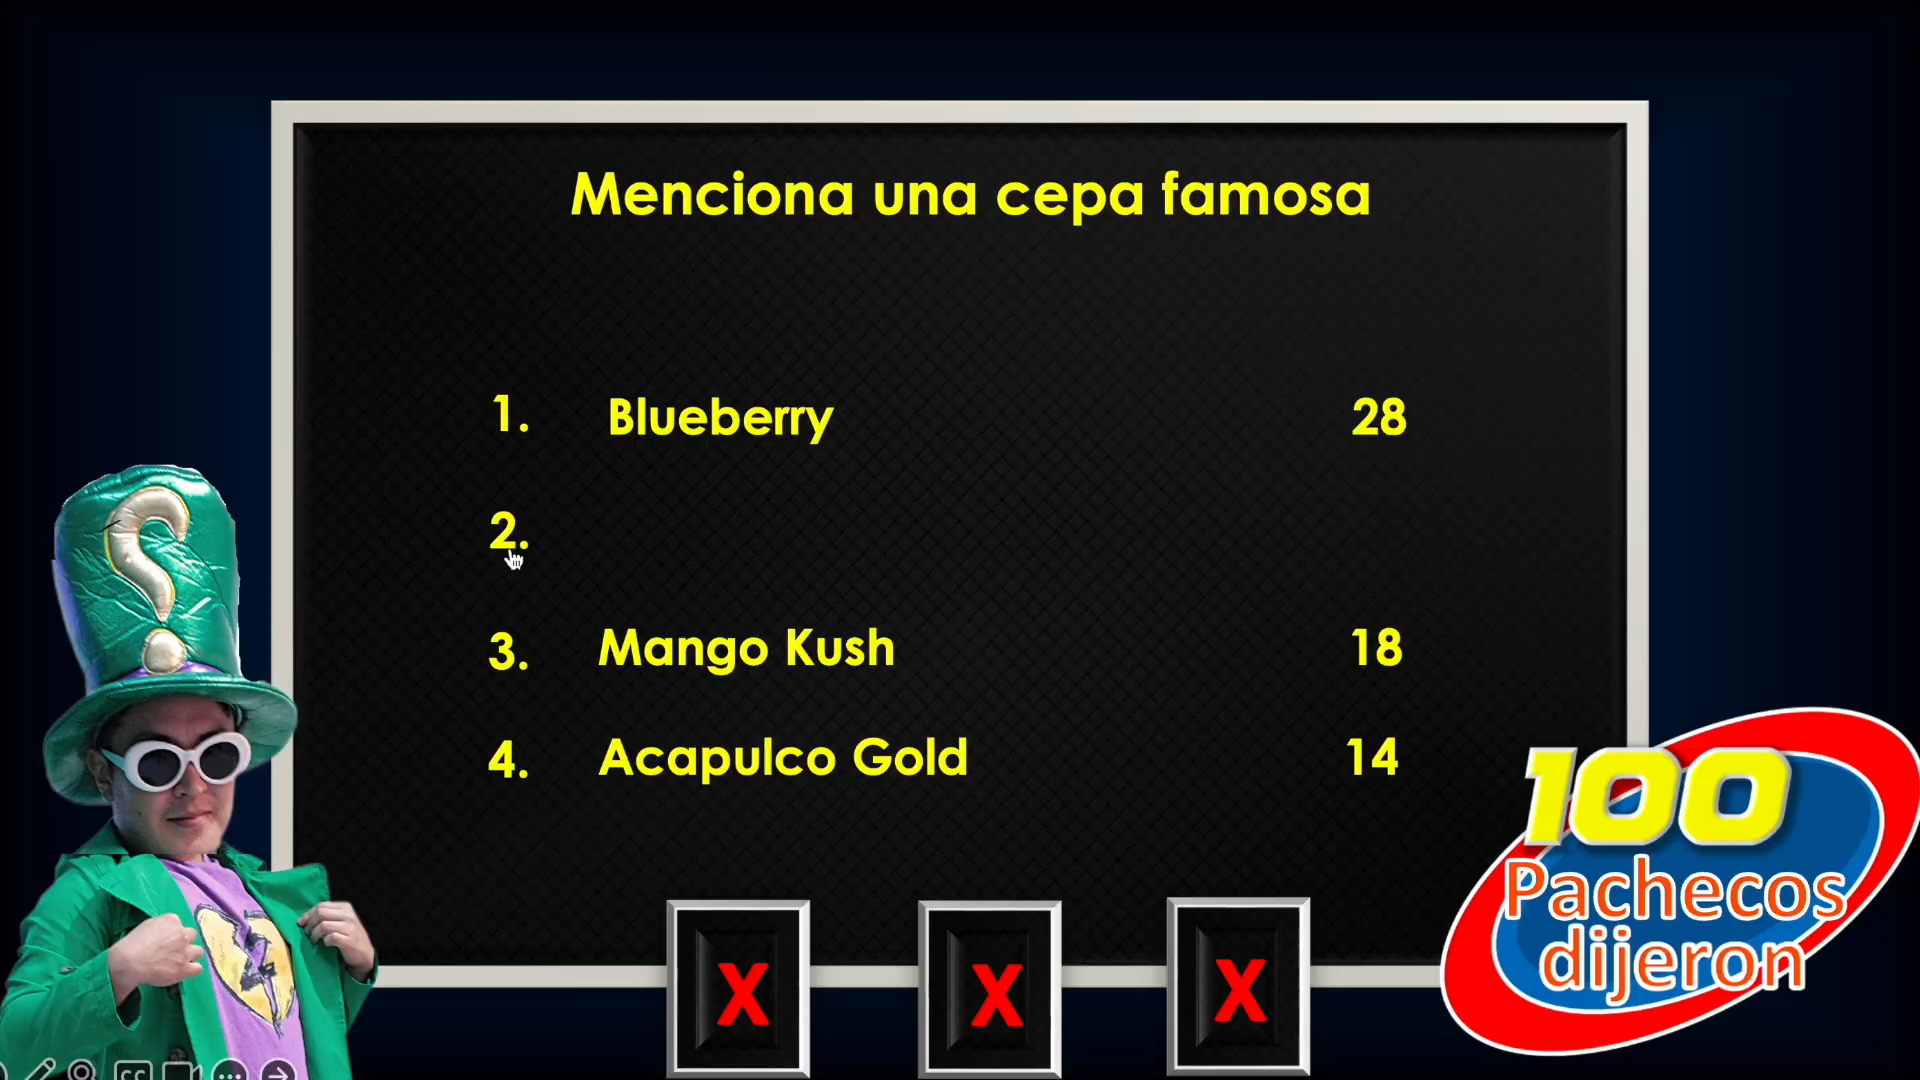 Menciona una cepa famosa
1. Blueberry 28
2.
3. Mango Kush 18
4. Acapulco Gold 14
X X X
100
Pachecos
dijeron
CC